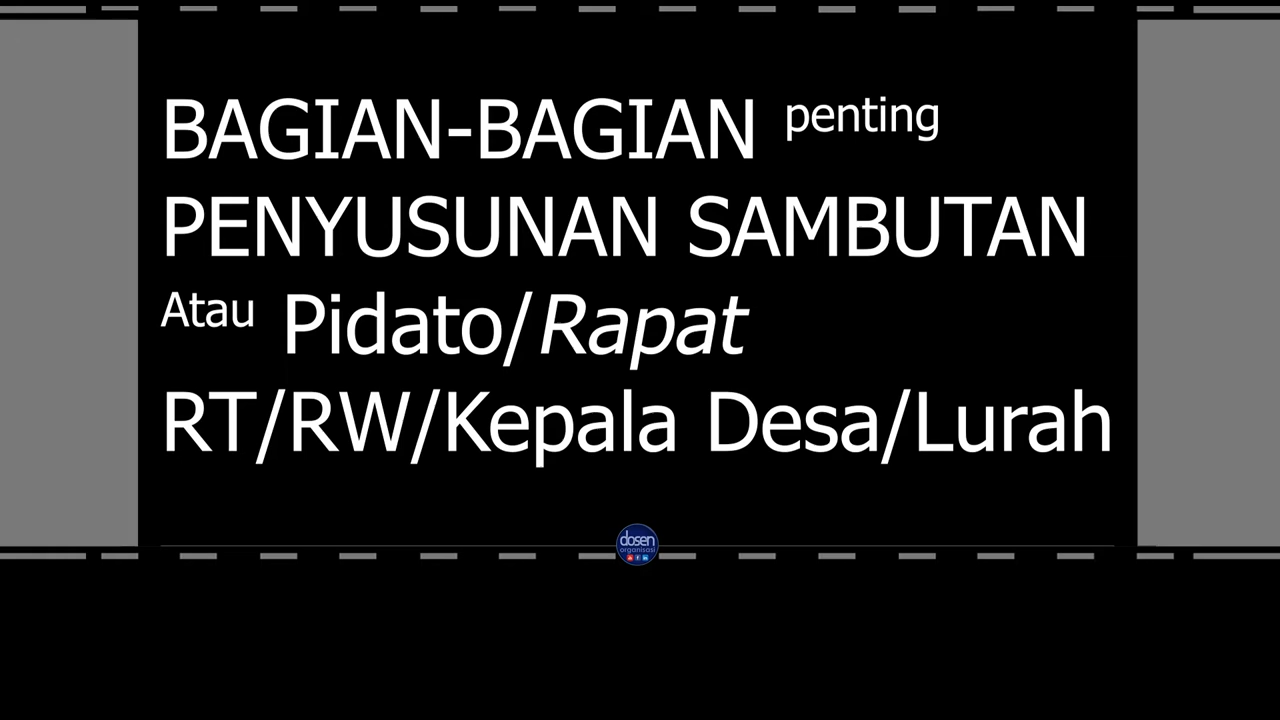 BAGIAN-BAGIAN penting
PENYUSUNAN SAMBUTAN
Atau Pidato/Rapat
RT/RW/Kepala Desa/Lurah
dosen
organisasi